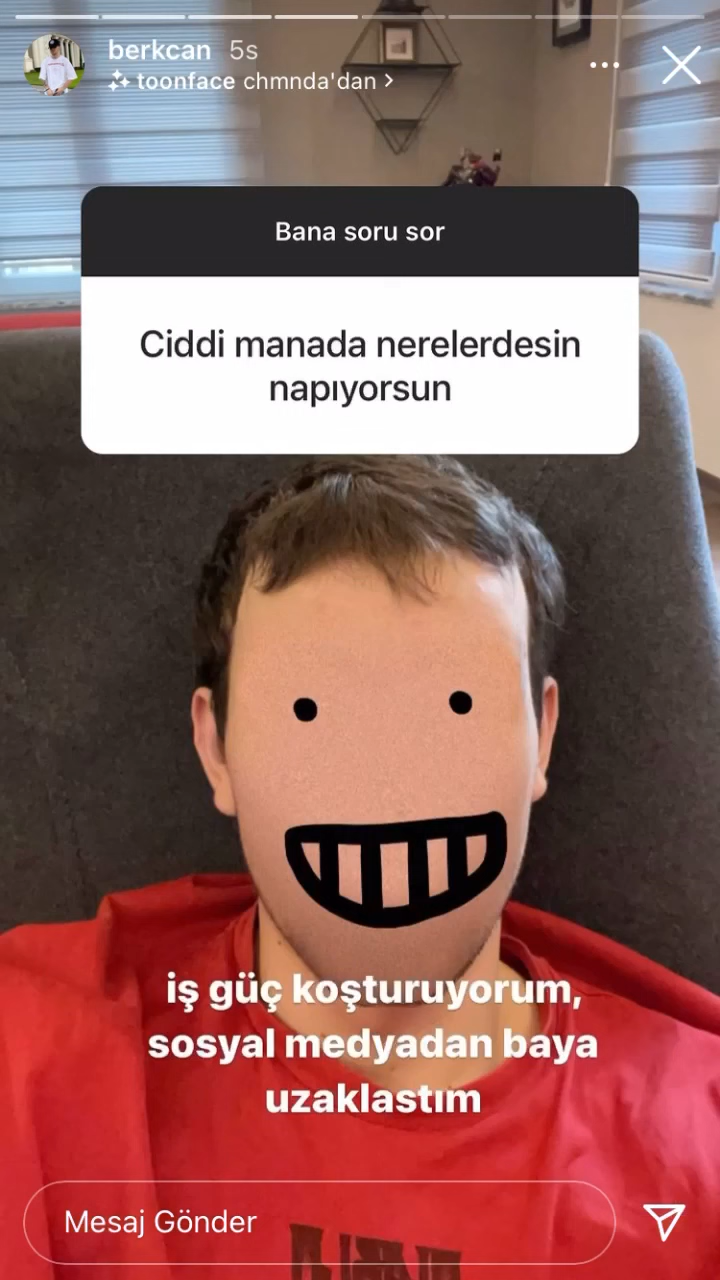 berkcan 5s
toonface chmnda'dan >
Bana soru sor
Ciddi manada nerelerdesin
napıyorsun
iş güç koşturuyorum,
sosyal medyadan baya
uzaklastım
Mesaj Gönder